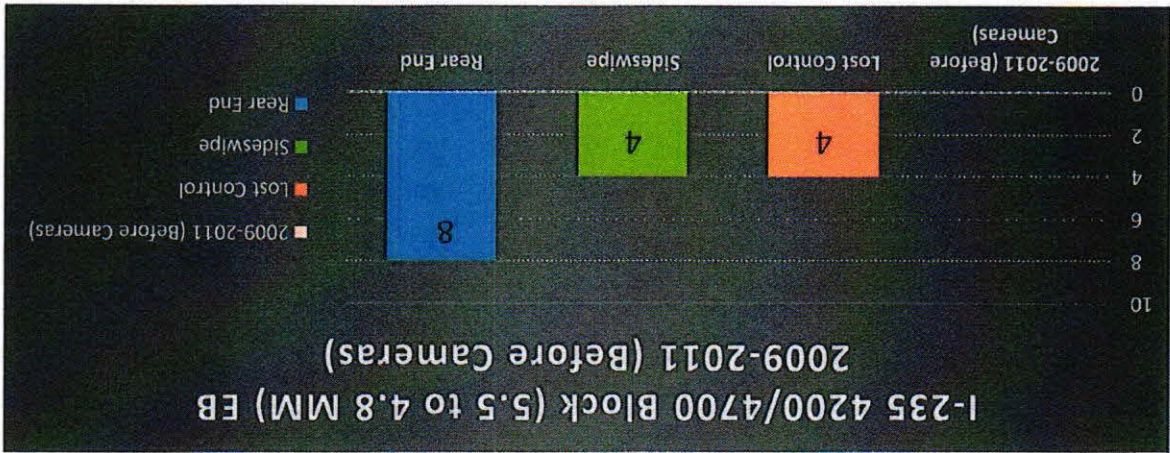 I-235 4200/4700 Block (5.5 to 4.8 MM) EB
2009-2011 (Before Cameras)
10
8
6
4
2
0
4
4
8
2009-2011 (Before
Cameras)
Lost Control
Sideswipe
Rear End
2009-2011 (Before Cameras)
Lost Control
Sideswipe
Rear End